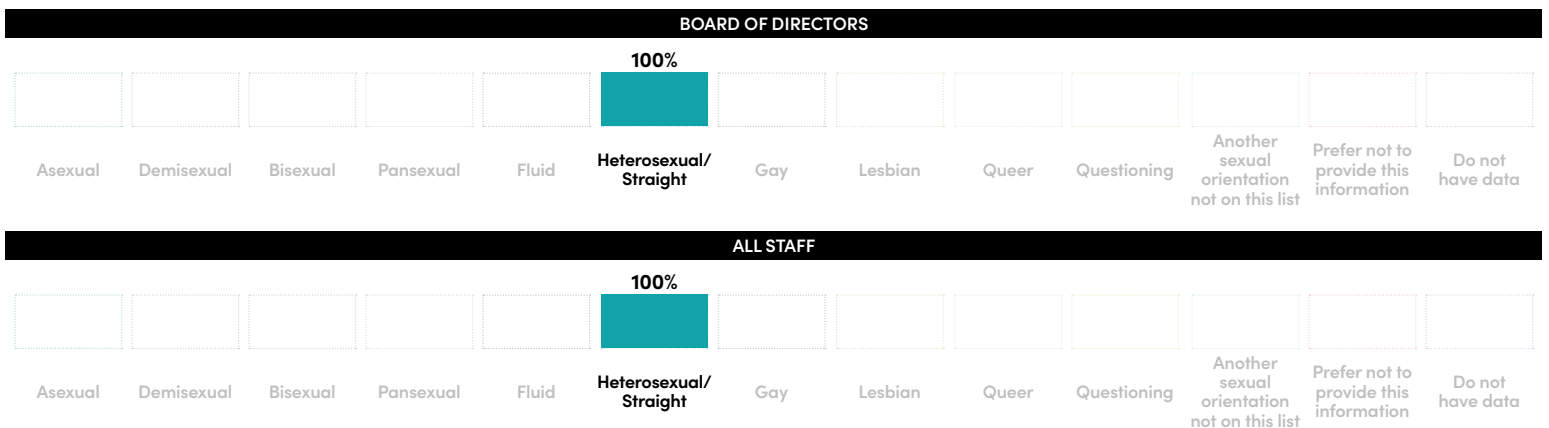 BOARD OF DIRECTORS
100%
Asexual
Demisexual
Bisexual
Pansexual
Fluid
Heterosexual/
Straight
Gay
Lesbian
Queer
Questioning
Another
sexual
orientation
not on this list
Prefer not to
provide this
information
Do not
have data
ALL STAFF
100%
Asexual
Demisexual
Bisexual
Pansexual
Fluid
Heterosexual/
Straight
Gay
Lesbian
Queer
Questioning
Another
sexual
orientation
not on this list
Prefer not to
provide this
information
Do not
have data